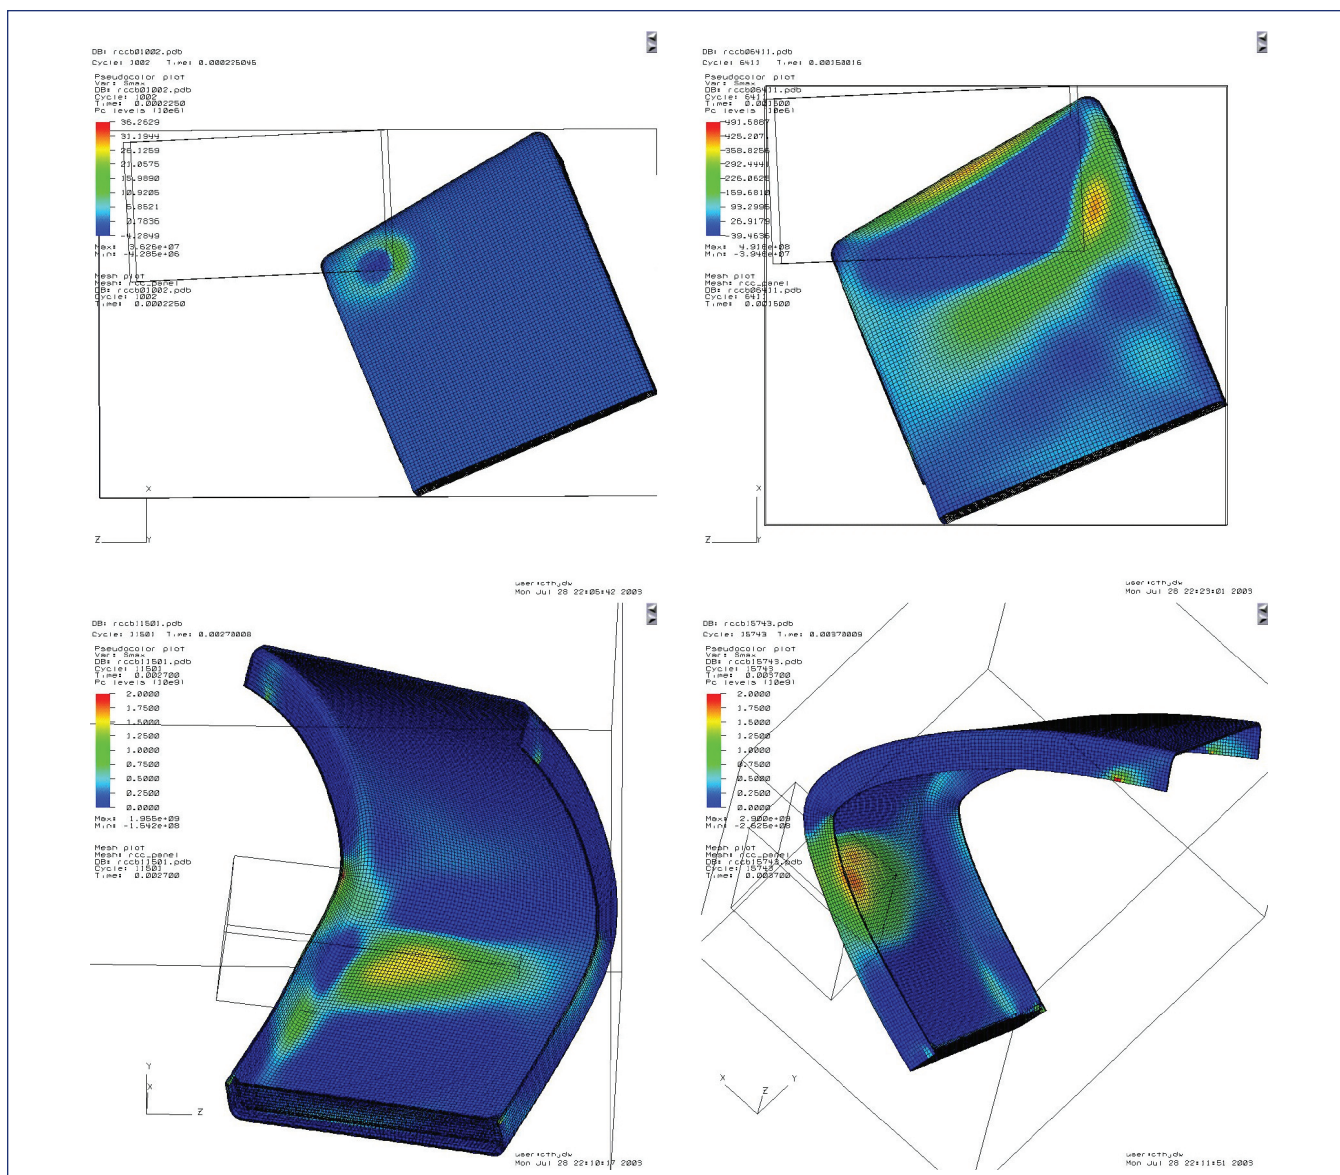 DB: rccb01002.pdb
Cycle: 1002 Time: 0.000225045
Pseudocolor plot
Var: Smax
DB: rccb01002.pdb
Cycle: 1002
Time: 0.0002250
Pc levels (10e6)
36.2629
31.1944
26.1259
21.0575
15.9890
10.9205
5.8521
0.7836
-4.2849
Max: 3.626e+07
Min: -4.285e+06
Mesh plot
Mesh: rcc_panel
DB: rccb01002.pdb
Cycle: 1002
Time: 0.0002250
X
Z
Y
user:cthjdw
Mon Jul 28 22:05:42 2003
DB: rccb06411.pdb
Cycle: 6411 Time: 0.00150016
Pseudocolor plot
Var: Smax
DB: rccb06411.pdb
Cycle: 6411
Time: 0.001500
Pc levels (10e6)
491.5887
425.207
358.8256
292.4441
226.0625
159.6810
93.2995
26.9179
-39.4636
Max: 4.916e+08
Min: -3.946e+07
Mesh plot
Mesh: rcc_panel
DB: rccb06411.pdb
Cycle: 6411
Time: 0.001500
X
Z
Y
user:cthjdw
Mon Jul 28 22:23:01 2003
DB: rccb11501.pdb
Cycle: 11501 Time: 0.00270008
Pseudocolor plot
Var: Smax
DB: rccb11501.pdb
Cycle: 11501
Time: 0.002700
Pc levels (10e9)
2.0000
1.7500
1.5000
1.2500
1.0000
0.7500
0.5000
0.2500
0.0000
Max: 1.955e+09
Min: -1.542e+08
Mesh plot
Mesh: rcc_panel
DB: rccb11501.pdb
Cycle: 11501
Time: 0.002700
Y
X
Z
user:cthjdw
Mon Jul 28 22:10:17 2003
DB: rccb15743.pdb
Cycle: 15743 Time: 0.00370009
Pseudocolor plot
Var: Smax
DB: rccb15743.pdb
Cycle: 15743
Time: 0.003700
Pc levels (10e9)
2.0000
1.7500
1.5000
1.2500
1.0000
0.7500
0.5000
0.2500
0.0000
Max: 2.900e+09
Min: -2.625e+08
Mesh plot
Mesh: rcc_panel
DB: rccb15743.pdb
Cycle: 15743
Time: 0.003700
X
Z
Y
user:cthjdw
Mon Jul 28 22:11:51 2003